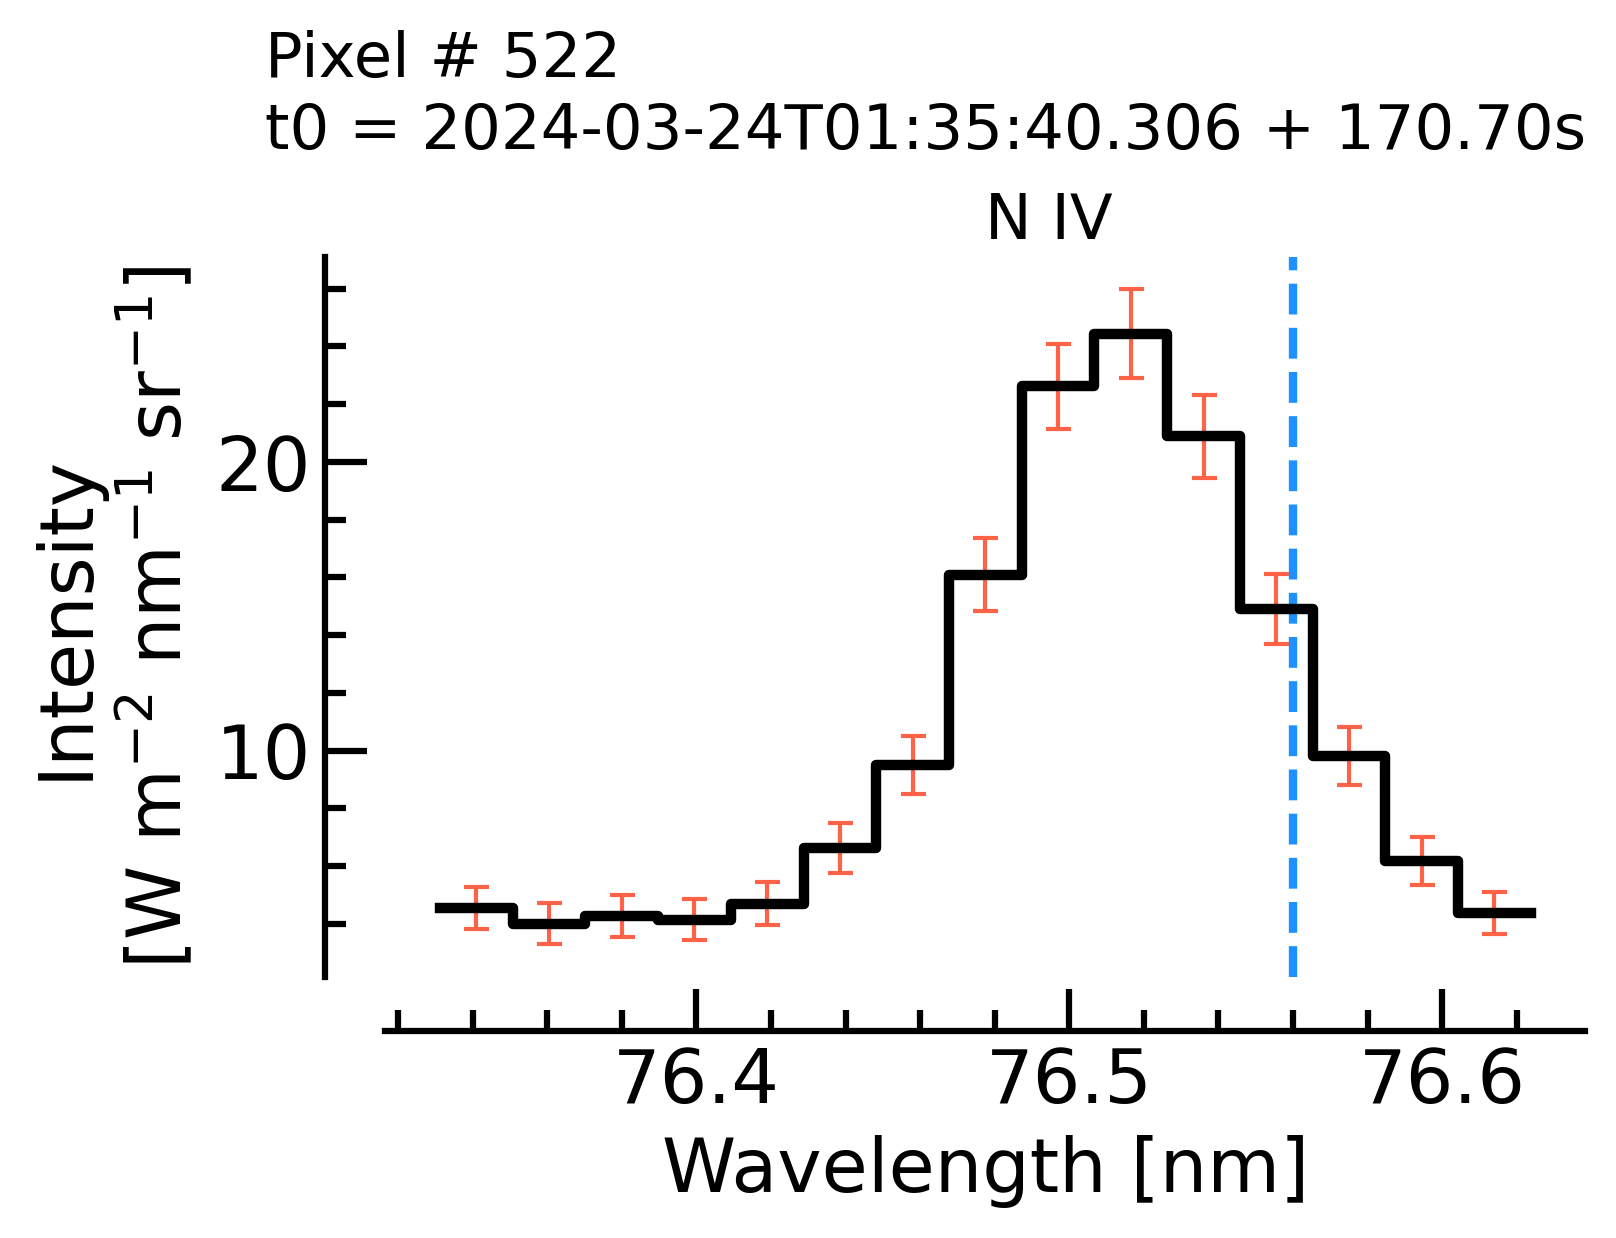 Pixel # 522
t0 = 2024-03-24T01:35:40.306 + 170.70s
N IV
Intensity
[W m⁻² nm⁻¹ sr⁻¹]
20
10
76.4 76.5 76.6
Wavelength [nm]